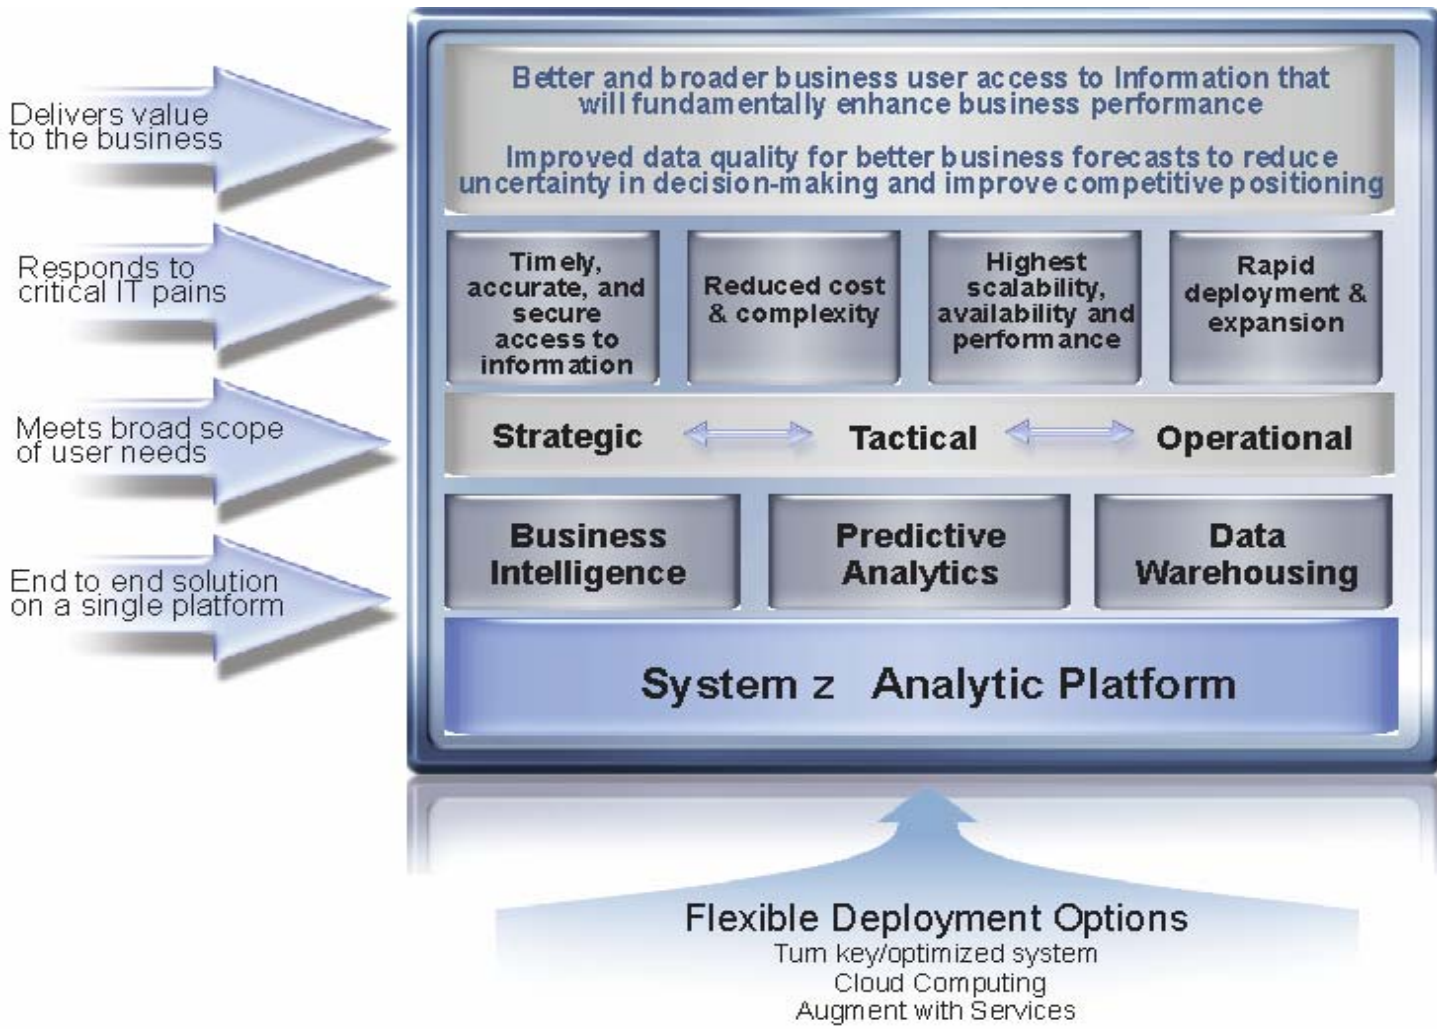 Delivers value
to the business
Better and broader business user access to Information that
will fundamentally enhance business performance
Improved data quality for better business forecasts to reduce
uncertainty in decision-making and improve competitive positioning
Responds to
critical IT pains
Timely,
accurate, and
secure
access to
information
Reduced cost
& complexity
Highest
scalability,
availability and
performance
Rapid
deployment &
expansion
Meets broad scope
of user needs
Strategic
Tactical
Operational
End to end solution
on a single platform
Business
Intelligence
Predictive
Analytics
Data
Warehousing
System z Analytic Platform
Flexible Deployment Options
Turn key/optimized system
Cloud Computing
Augment with Services